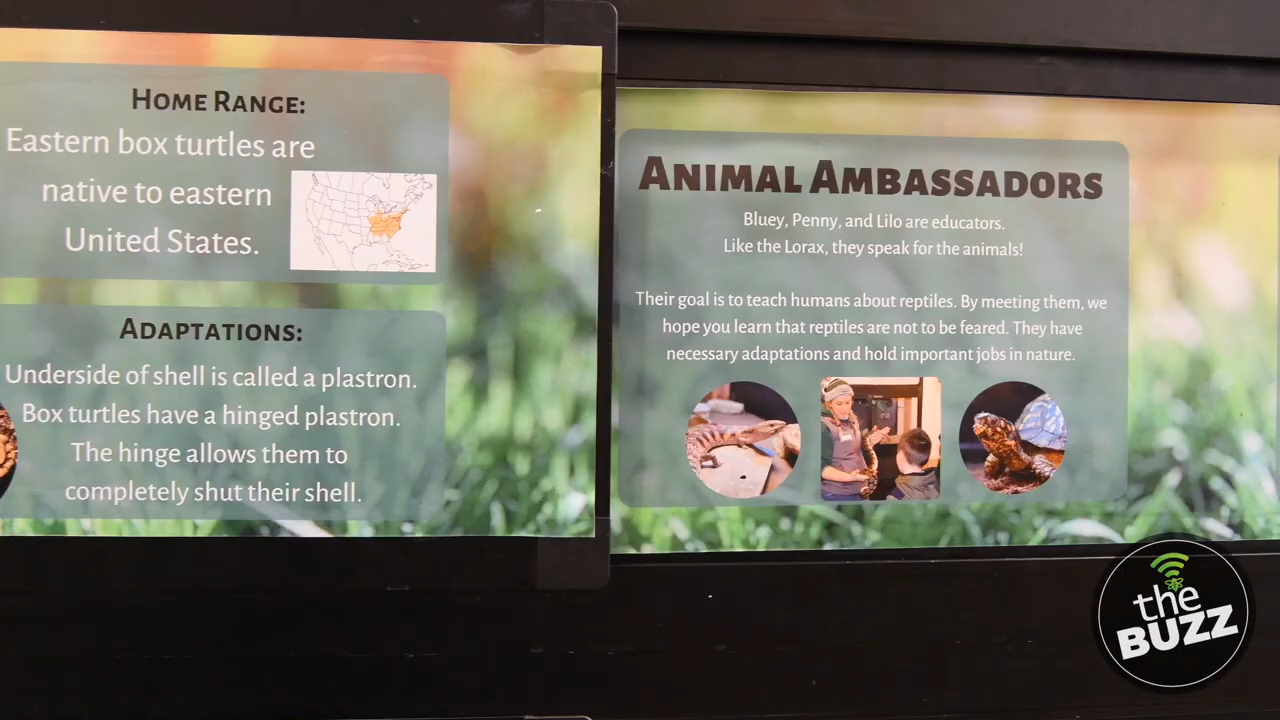 HOME RANGE:
Eastern box turtles are
native to eastern
United States.
ADAPTATIONS:
Underside of shell is called a plastron.
Box turtles have a hinged plastron.
The hinge allows them to
completely shut their shell.
ANIMAL AMBASSADORS
Bluey, Penny, and Lilo are educators.
Like the Lorax, they speak for the animals!
Their goal is to teach humans about reptiles. By meeting them, we
hope you learn that reptiles are not to be feared. They have
necessary adaptations and hold important jobs in nature.
the
BUZZ